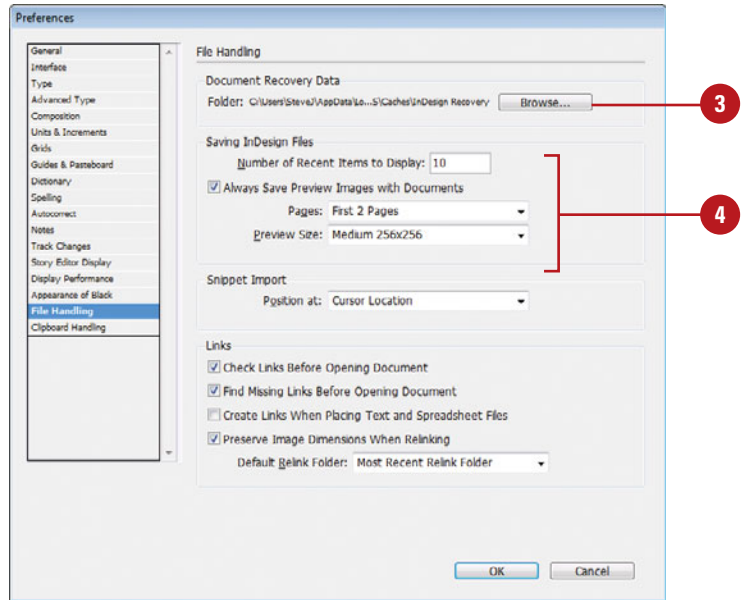 Preferences
General
Interface
Type
Advanced Type
Composition
Units & Increments
Grids
Guides & Pasteboard
Dictionary
Spelling
Autocorrect
Notes
Track Changes
Story Editor Display
Display Performance
Appearance of Black
File Handling
Clipboard Handling
File Handling
Document Recovery Data
Folder: C:\Users\SteveJ\AppData\Lo...S\Caches\InDesign Recovery Browse...
3
Saving InDesign Files
Number of Recent Items to Display: 10
Always Save Preview Images with Documents
Pages: First 2 Pages
4
Preview Size: Medium 256x256
Snippet Import
Position at: Cursor Location
Links
Check Links Before Opening Document
Find Missing Links Before Opening Document
Create Links When Placing Text and Spreadsheet Files
Preserve Image Dimensions When Relinking
Default Relink Folder: Most Recent Relink Folder
OK Cancel